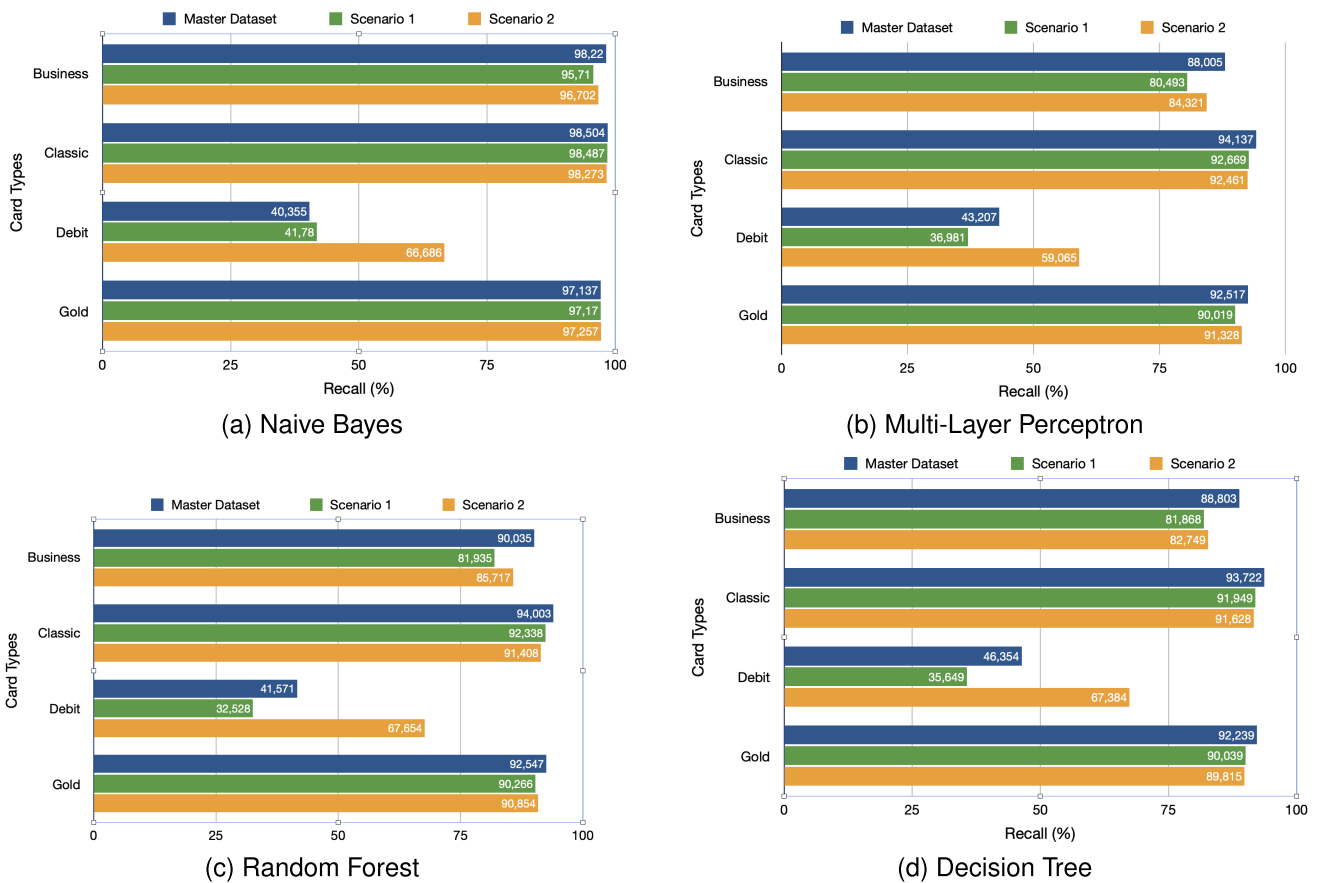 Master Dataset Scenario 1 Scenario 2
Business
98,22
95,71
96,702
Classic
98,504
98,487
98,273
Debit
40,355
41,78
66,686
Gold
97,137
97,17
97,257
Card Types
0 25 50 75 100
Recall (%)
(a) Naive Bayes
Master Dataset Scenario 1 Scenario 2
Business
88,005
80,493
84,321
Classic
94,137
92,669
92,461
Debit
43,207
36,981
59,065
Gold
92,517
90,019
91,328
Card Types
0 25 50 75 100
Recall (%)
(b) Multi-Layer Perceptron
Master Dataset Scenario 1 Scenario 2
Business
90,035
81,935
85,717
Classic
94,003
92,338
91,408
Debit
41,571
32,528
67,654
Gold
92,547
90,266
90,854
Card Types
0 25 50 75 100
(c) Random Forest
Master Dataset Scenario 1 Scenario 2
Business
88,803
81,868
82,749
Classic
93,722
91,949
91,628
Debit
46,354
35,649
67,384
Gold
92,239
90,039
89,815
Card Types
0 25 50 75 100
Recall (%)
(d) Decision Tree